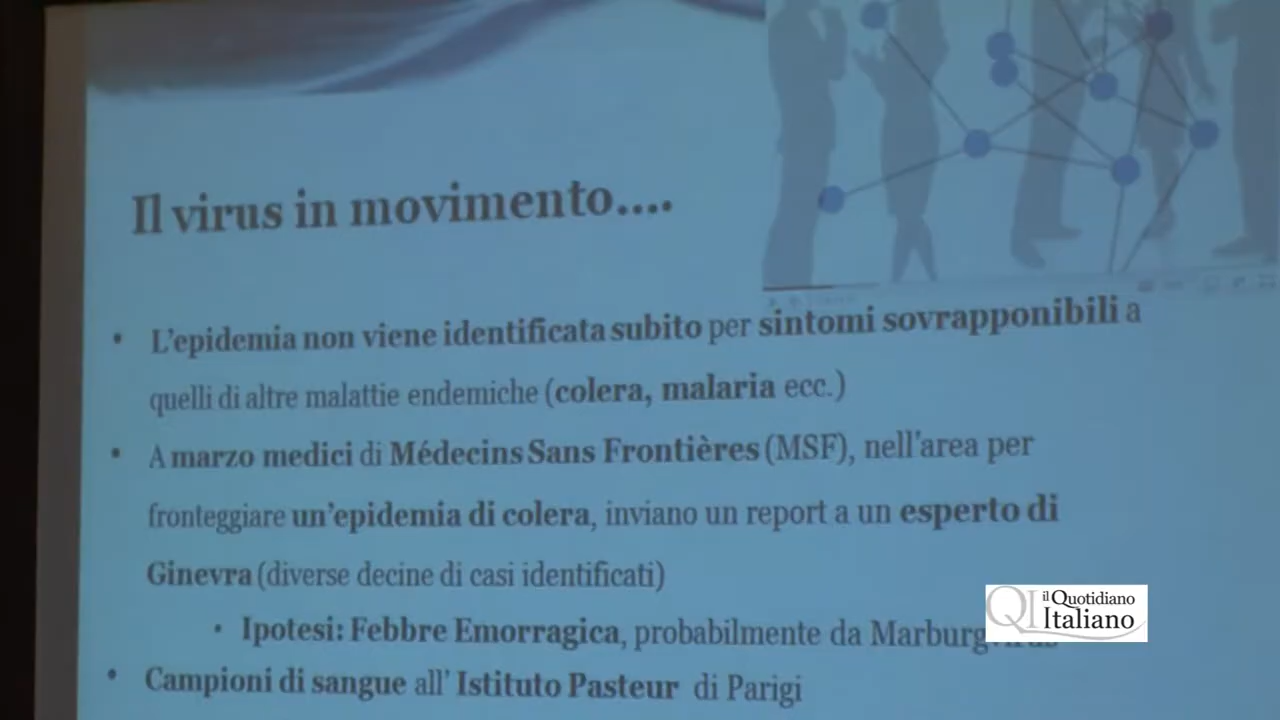 Il virus in movimento....
• L'epidemia non viene identificata subito per sintomi sovrapponibili a
quelli di altre malattie endemiche (colera, malaria ecc.)
• A marzo medici di Médecins Sans Frontières (MSF), nell'area per
fronteggiare un'epidemia di colera, inviano un report a un esperto di
Ginevra (diverse decine di casi identificati)
• Ipotesi: Febbre Emorragica, probabilmente da
• Campioni di sangue all' Istituto Pasteur di Parigi
QI il Quotidiano
Italiano